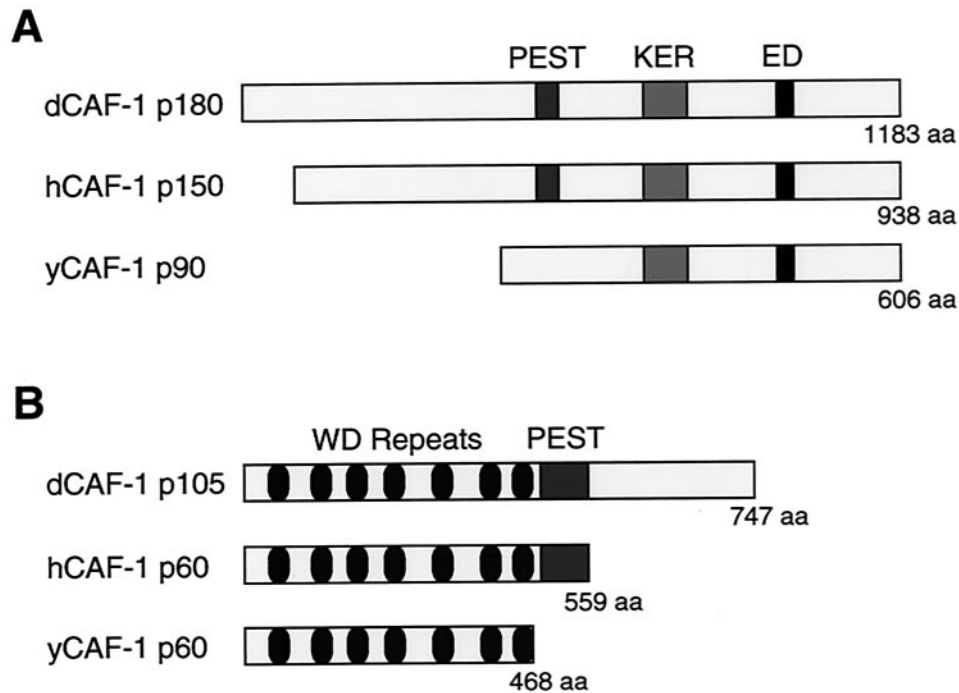 A
PEST KER ED
dCAF-1 p180
1183 aa
hCAF-1 p150
938 aa
yCAF-1 p90
606 aa
B
WD Repeats PEST
dCAF-1 p105
747 aa
hCAF-1 p60
559 aa
yCAF-1 p60
468 aa